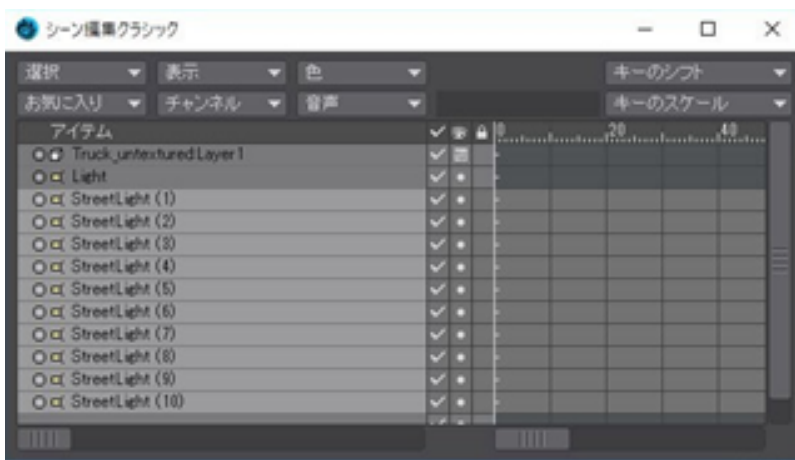 シーン編集クラシック
選択 表示 色 キーのシフト
お気に入り チャンネル 音声 キーのスケール
アイテム 0 20 40
Truck_untextured:Layer1
Light
StreetLight (1)
StreetLight (2)
StreetLight (3)
StreetLight (4)
StreetLight (5)
StreetLight (6)
StreetLight (7)
StreetLight (8)
StreetLight (9)
StreetLight (10)